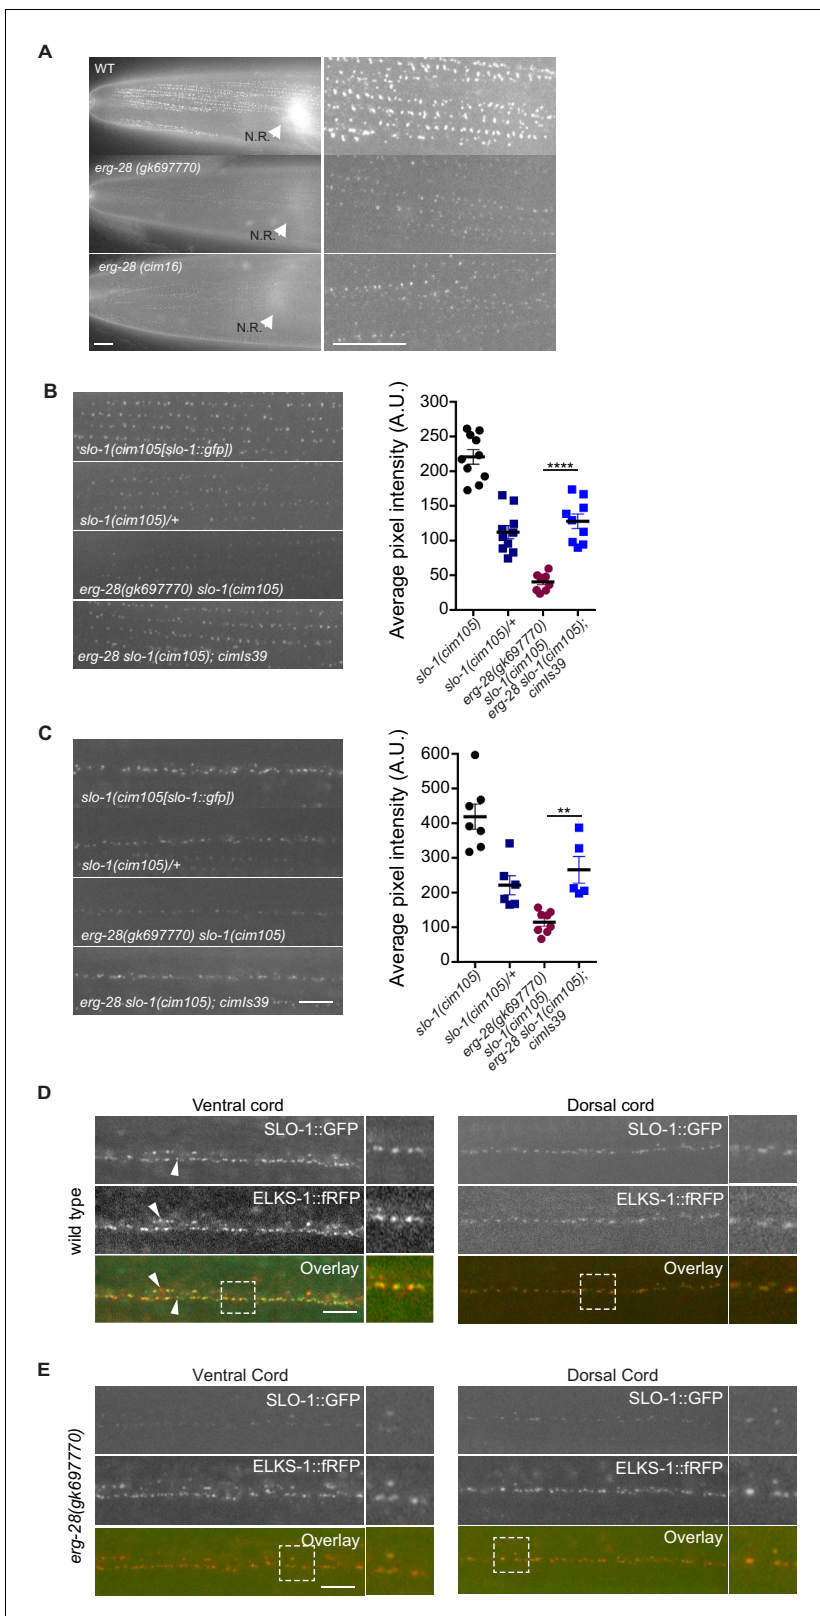 A
WT
N.R.
erg-28 (gk697770)
N.R.
erg-28 (cim16)
N.R.
B
slo-1(cim105[slo-1::gfp])
slo-1(cim105)/+
erg-28(gk697770) slo-1(cim105)
erg-28 slo-1(cim105); cimIs39
Average pixel intensity (A.U.)
300
250
200
150
100
50
0
****
slo-1(cim105)
slo-1(cim105)/+
erg-28(gk697770)
slo-1(cim105)
erg-28 slo-1(cim105);
cimIs39
C
slo-1(cim105[slo-1::gfp])
slo-1(cim105)/+
erg-28(gk697770) slo-1(cim105)
erg-28 slo-1(cim105); cimIs39
Average pixel intensity (A.U.)
600
500
400
300
200
100
0
**
slo-1(cim105)
slo-1(cim105)/+
erg-28(gk697770)
slo-1(cim105)
erg-28 slo-1(cim105);
cimIs39
D
Ventral cord
Dorsal cord
wild type
SLO-1::GFP
SLO-1::GFP
ELKS-1::fRFP
ELKS-1::fRFP
Overlay
Overlay
E
Ventral Cord
Dorsal Cord
erg-28(gk697770)
SLO-1::GFP
SLO-1::GFP
ELKS-1::fRFP
ELKS-1::fRFP
Overlay
Overlay